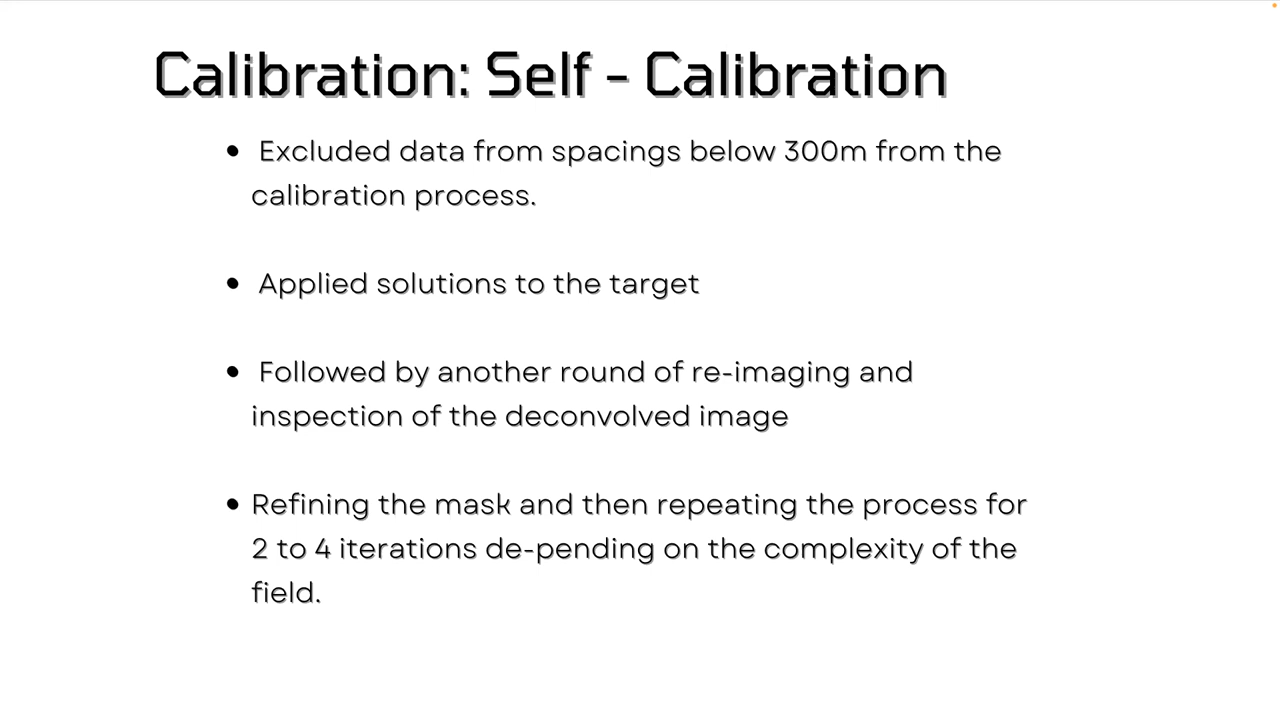 Calibration: Self - Calibration
• Excluded data from spacings below 300m from the
calibration process.
• Applied solutions to the target
• Followed by another round of re-imaging and
inspection of the deconvolved image
• Refining the mask and then repeating the process for
2 to 4 iterations de-pending on the complexity of the
field.